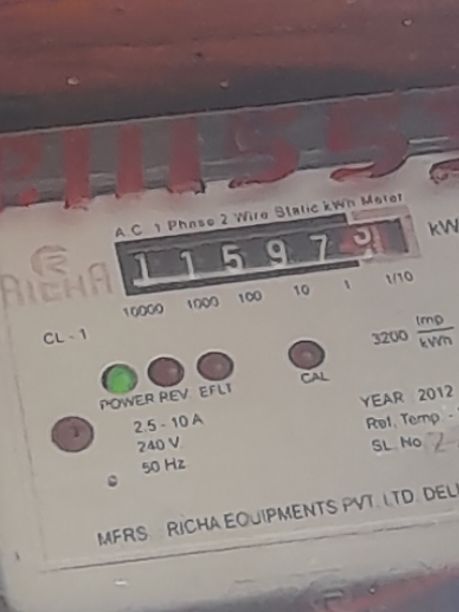 A C 1 Phase 2 Wire Static kWh Meter
1 1 5 9 7 9 kW
RICHA
10000 1000 100 10 1 1/10
CL - 1
3200 Imp/kWh
POWER REV EFLT CAL
2.5 - 10 A
240 V
50 Hz
YEAR 2012
Ref. Temp. -
SL. No
MFRS. RICHA EQUIPMENTS PVT. LTD. DEL